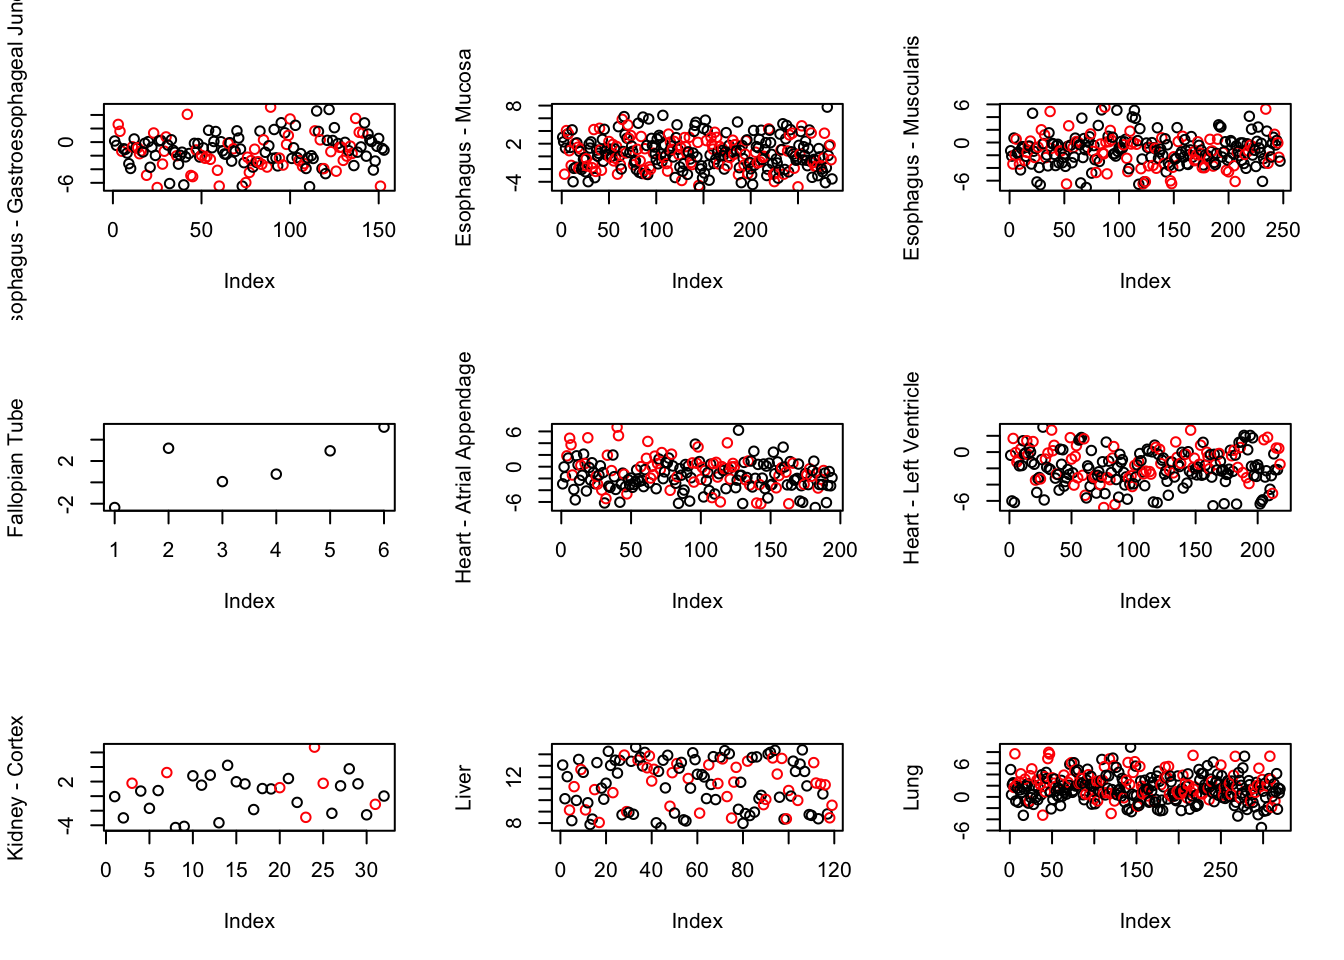 sophagus - Gastroesophageal Junc
0
-6
0 50 100 150
Index
Esophagus - Mucosa
8
2
-4
0 50 100 200
Index
Esophagus - Muscularis
6
0
-6
0 50 100 150 200 250
Index
Fallopian Tube
2
-2
1 2 3 4 5 6
Index
Heart - Atrial Appendage
6
0
-6
0 50 100 150 200
Index
Heart - Left Ventricle
0
-6
0 50 100 150 200
Index
Kidney - Cortex
2
-4
0 5 10 15 20 25 30
Index
Liver
12
8
0 20 40 60 80 120
Index
Lung
6
0
-6
0 50 150 250
Index